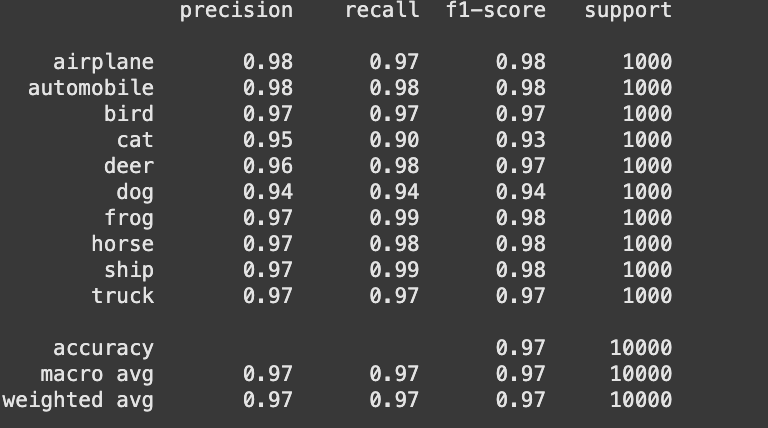 precision recall f1-score support
airplane 0.98 0.97 0.98 1000
automobile 0.98 0.98 0.98 1000
bird 0.97 0.97 0.97 1000
cat 0.95 0.90 0.93 1000
deer 0.96 0.98 0.97 1000
dog 0.94 0.94 0.94 1000
frog 0.97 0.99 0.98 1000
horse 0.97 0.98 0.98 1000
ship 0.97 0.99 0.98 1000
truck 0.97 0.97 0.97 1000
accuracy 0.97 10000
macro avg 0.97 0.97 0.97 10000
weighted avg 0.97 0.97 0.97 10000